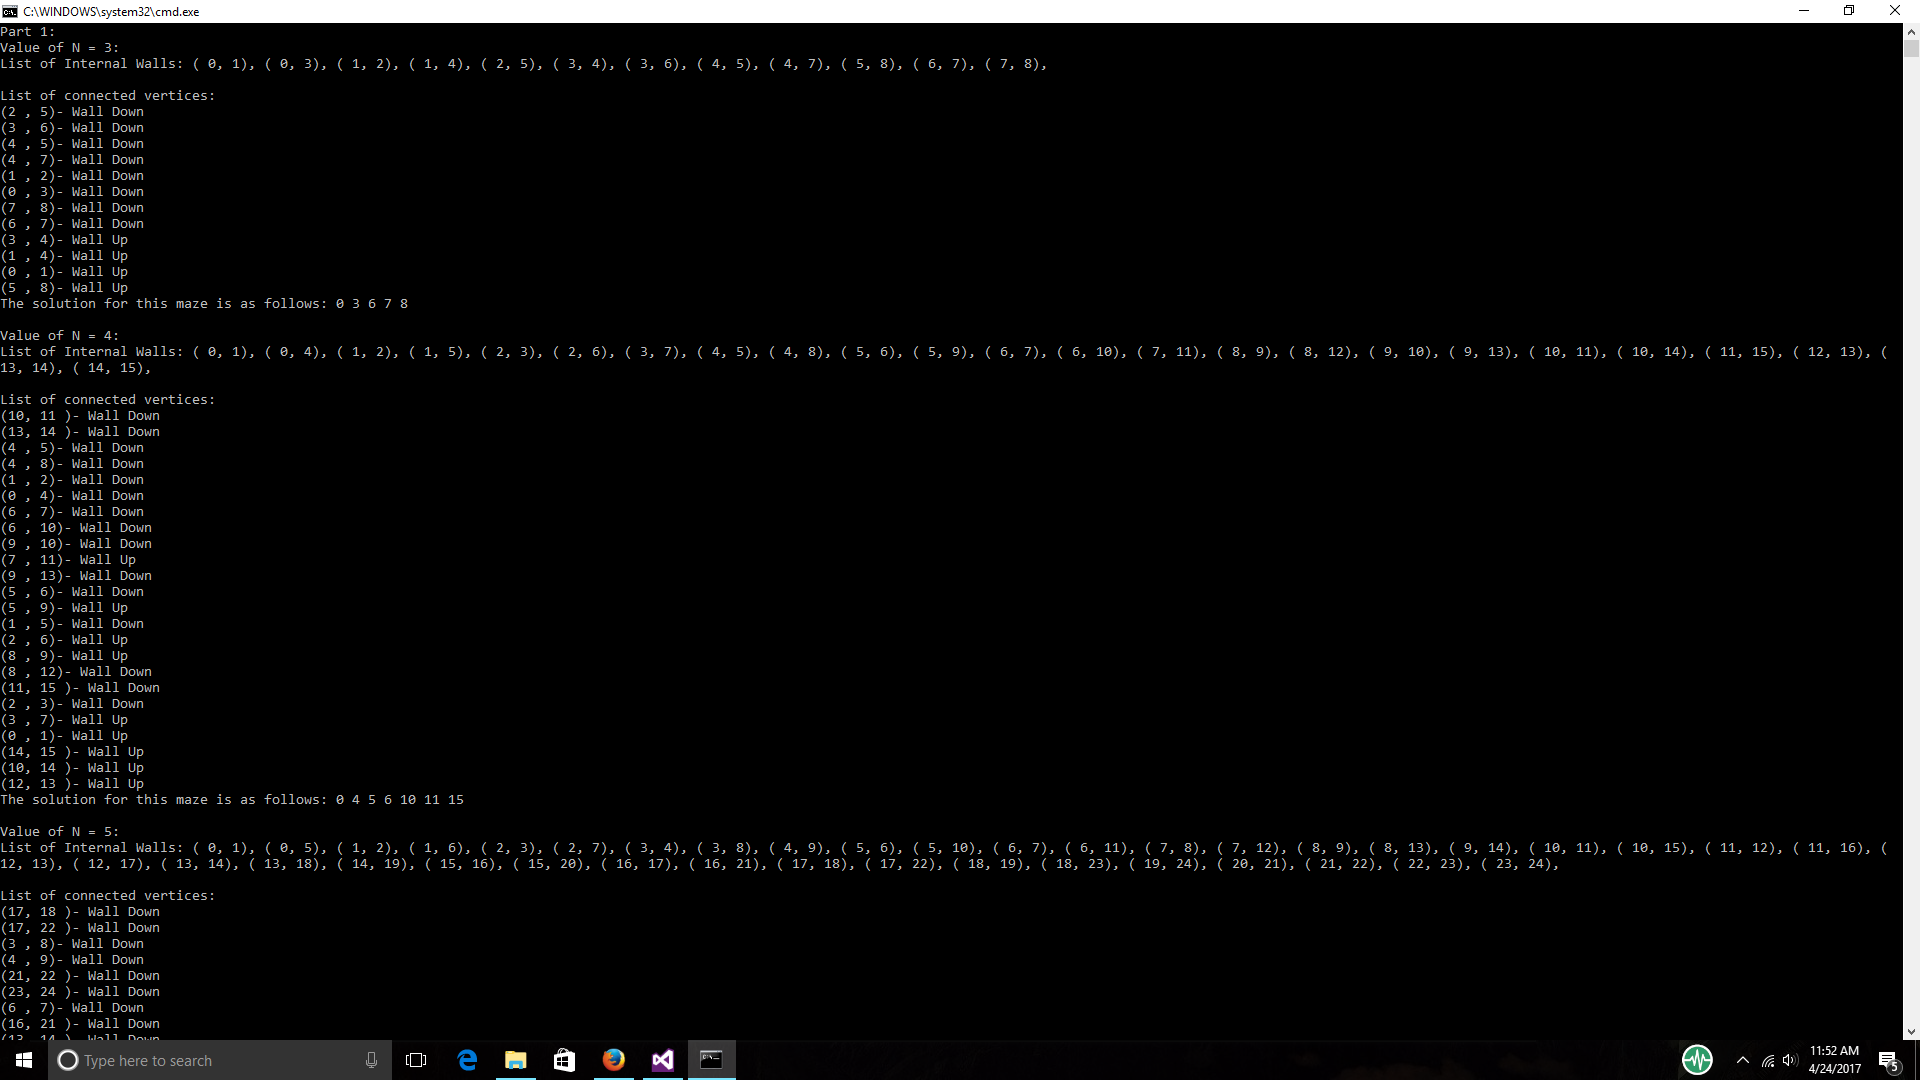 C:\WINDOWS\system32\cmd.exe
Part 1:
Value of N = 3:
List of Internal Walls: ( 0, 1), ( 0, 3), ( 1, 2), ( 1, 4), ( 2, 5), ( 3, 4), ( 3, 6), ( 4, 5), ( 4, 7), ( 5, 8), ( 6, 7), ( 7, 8),
List of connected vertices:
(2 , 5)- Wall Down
(3 , 6)- Wall Down
(4 , 5)- Wall Down
(4 , 7)- Wall Down
(1 , 2)- Wall Down
(0 , 3)- Wall Down
(7 , 8)- Wall Down
(6 , 7)- Wall Down
(3 , 4)- Wall Up
(1 , 4)- Wall Up
(0 , 1)- Wall Up
(5 , 8)- Wall Up
The solution for this maze is as follows: 0 3 6 7 8
Value of N = 4:
List of Internal Walls: ( 0, 1), ( 0, 4), ( 1, 2), ( 1, 5), ( 2, 3), ( 2, 6), ( 3, 7), ( 4, 5), ( 4, 8), ( 5, 6), ( 5, 9), ( 6, 7), ( 6, 10), ( 7, 11), ( 8, 9), ( 8, 12), ( 9, 10), ( 9, 13), ( 10, 11), ( 10, 14), ( 11, 15), ( 12, 13), (
13, 14), ( 14, 15),
List of connected vertices:
(10, 11 )- Wall Down
(13, 14 )- Wall Down
(4 , 5)- Wall Down
(4 , 8)- Wall Down
(1 , 2)- Wall Down
(0 , 4)- Wall Down
(6 , 7)- Wall Down
(6 , 10)- Wall Down
(9 , 10)- Wall Down
(7 , 11)- Wall Up
(9 , 13)- Wall Down
(5 , 6)- Wall Down
(5 , 9)- Wall Up
(1 , 5)- Wall Down
(2 , 6)- Wall Up
(8 , 9)- Wall Up
(8 , 12)- Wall Down
(11, 15 )- Wall Down
(2 , 3)- Wall Down
(3 , 7)- Wall Up
(0 , 1)- Wall Up
(14, 15 )- Wall Up
(10, 14 )- Wall Up
(12, 13 )- Wall Up
The solution for this maze is as follows: 0 4 5 6 10 11 15
Value of N = 5:
List of Internal Walls: ( 0, 1), ( 0, 5), ( 1, 2), ( 1, 6), ( 2, 3), ( 2, 7), ( 3, 4), ( 3, 8), ( 4, 9), ( 5, 6), ( 5, 10), ( 6, 7), ( 6, 11), ( 7, 8), ( 7, 12), ( 8, 9), ( 8, 13), ( 9, 14), ( 10, 11), ( 10, 15), ( 11, 12), ( 11, 16), (
12, 13), ( 12, 17), ( 13, 14), ( 13, 18), ( 14, 19), ( 15, 16), ( 15, 20), ( 16, 17), ( 16, 21), ( 17, 18), ( 17, 22), ( 18, 19), ( 18, 23), ( 19, 24), ( 20, 21), ( 21, 22), ( 22, 23), ( 23, 24),
List of connected vertices:
(17, 18 )- Wall Down
(17, 22 )- Wall Down
(3 , 8)- Wall Down
(4 , 9)- Wall Down
(21, 22 )- Wall Down
(23, 24 )- Wall Down
(6 , 7)- Wall Down
(16, 21 )- Wall Down
(13, 14 )- Wall Down
Type here to search
11:52 AM
4/24/2017
5